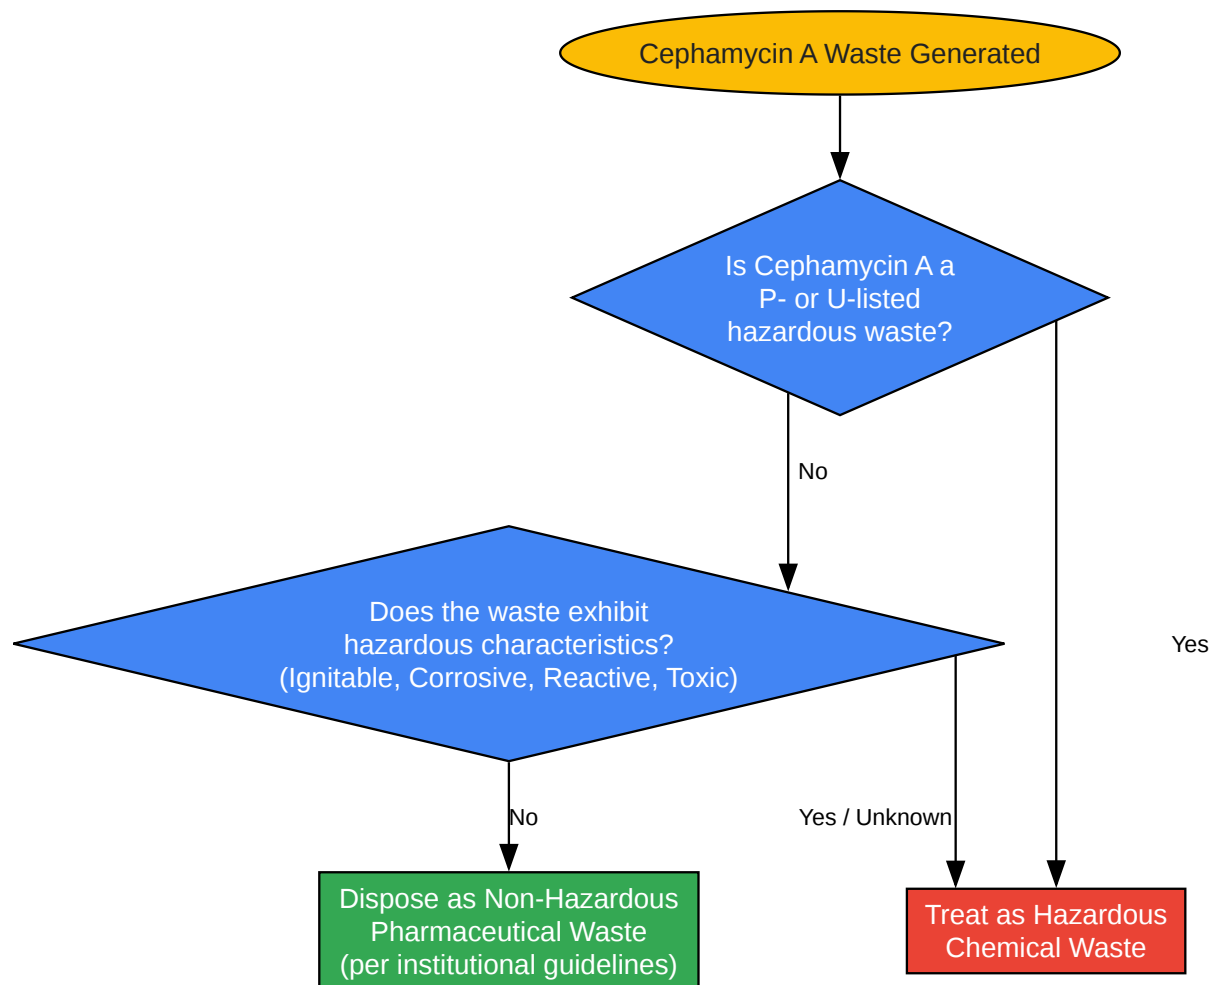 Cephamycin A Waste Generated
Is Cephamycin A a
P- or U-listed
hazardous waste?
No
Does the waste exhibit
hazardous characteristics?
(Ignitable, Corrosive, Reactive, Toxic)
Yes
No
Yes / Unknown
Dispose as Non-Hazardous
Pharmaceutical Waste
(per institutional guidelines)
Treat as Hazardous
Chemical Waste